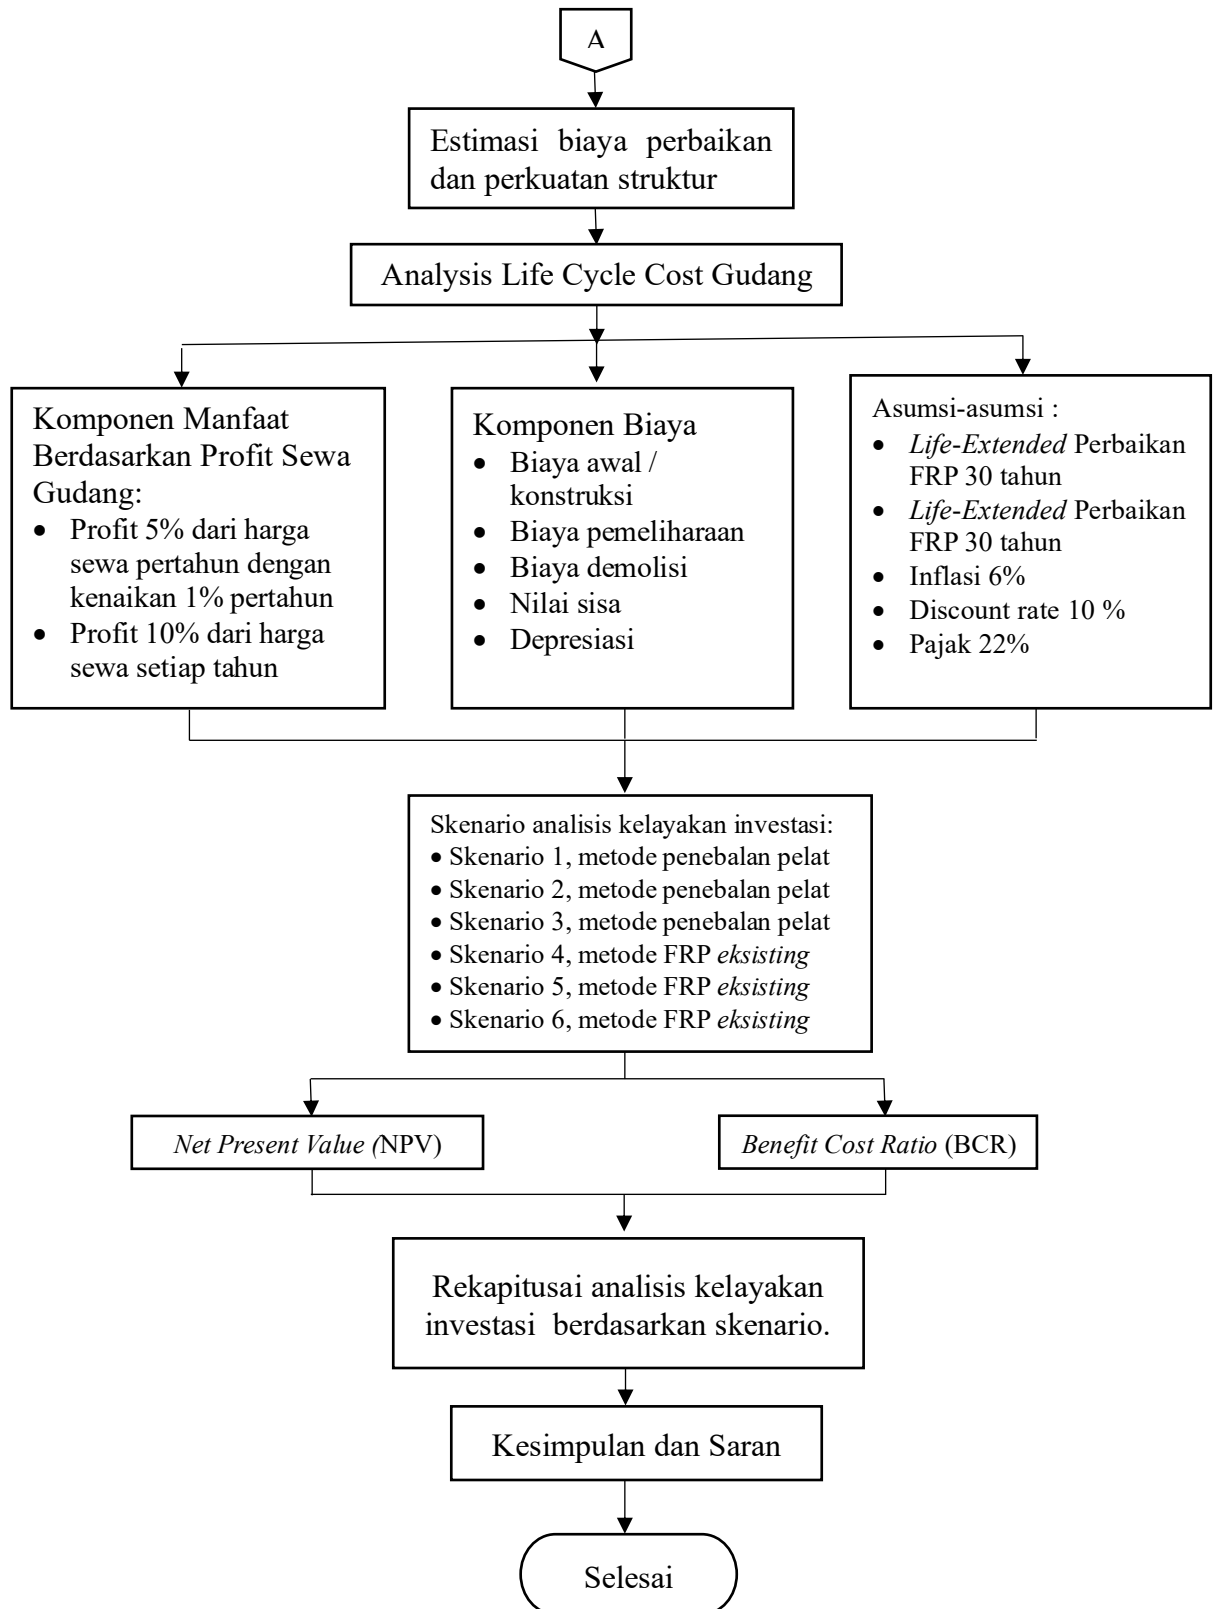 A
Estimasi biaya perbaikan
dan perkuatan struktur
Analysis Life Cycle Cost Gudang
Komponen Manfaat
Berdasarkan Profit Sewa
Gudang:
• Profit 5% dari harga
sewa pertahun dengan
kenaikan 1% pertahun
• Profit 10% dari harga
sewa setiap tahun
Komponen Biaya
• Biaya awal /
konstruksi
• Biaya pemeliharaan
• Biaya demolisi
• Nilai sisa
• Depresiasi
Asumsi-asumsi :
• Life-Extended Perbaikan
FRP 30 tahun
• Life-Extended Perbaikan
FRP 30 tahun
• Inflasi 6%
• Discount rate 10 %
• Pajak 22%
Skenario analisis kelayakan investasi:
• Skenario 1, metode penebalan pelat
• Skenario 2, metode penebalan pelat
• Skenario 3, metode penebalan pelat
• Skenario 4, metode FRP eksisting
• Skenario 5, metode FRP eksisting
• Skenario 6, metode FRP eksisting
Net Present Value (NPV)
Benefit Cost Ratio (BCR)
Rekapitusai analisis kelayakan
investasi berdasarkan skenario.
Kesimpulan dan Saran
Selesai